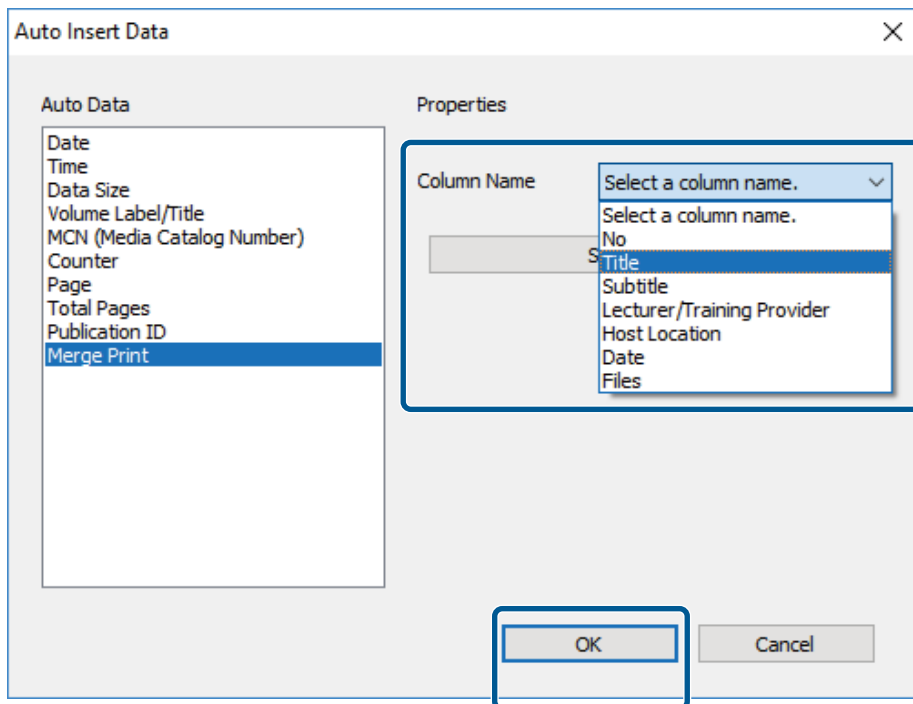 Auto Insert Data
Auto Data
Date
Time
Data Size
Volume Label/Title
MCN (Media Catalog Number)
Counter
Page
Total Pages
Publication ID
Merge Print
Properties
Column Name
Select a column name.
Select a column name.
No
Title
Subtitle
Lecturer/Training Provider
Host Location
Date
Files
OK
Cancel